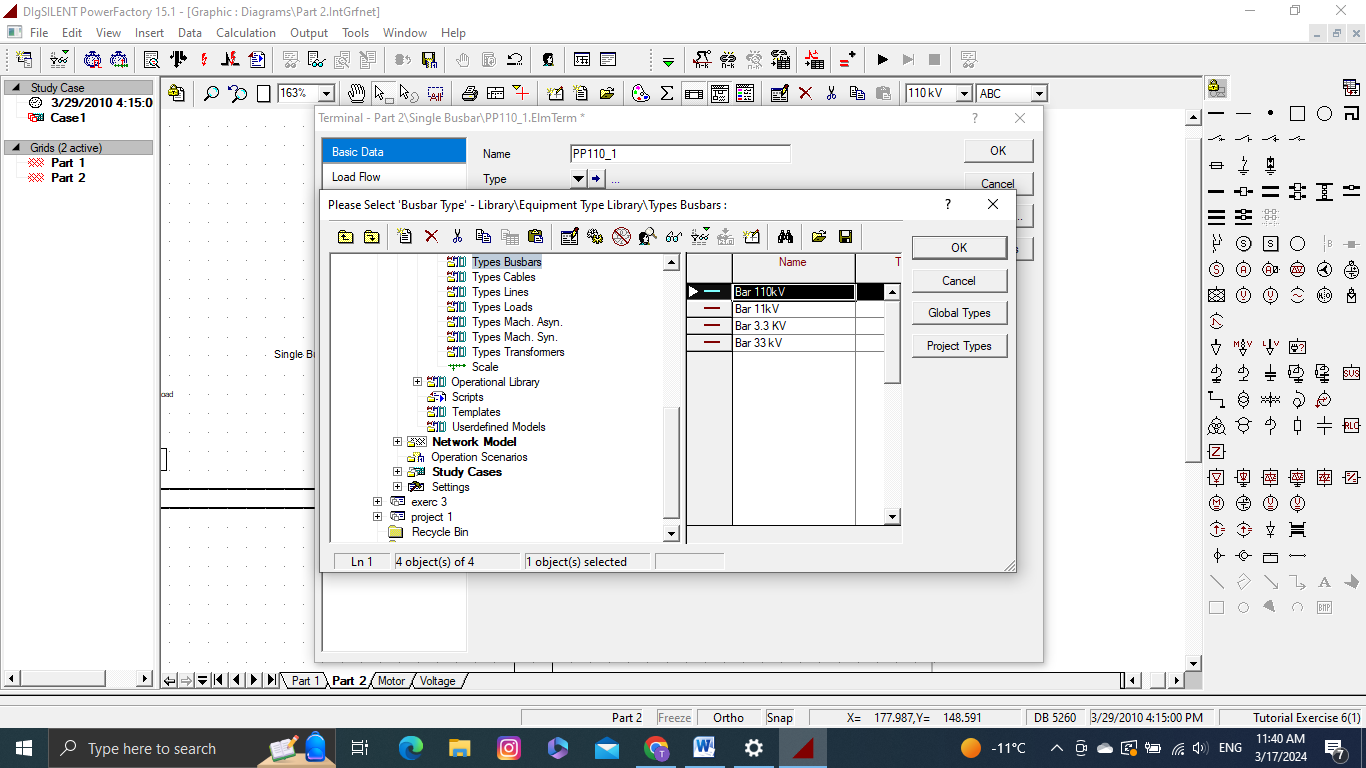 DIgSILENT PowerFactory 15.1 - [Graphic : Diagrams\Part 2.IntGrfnet]
File Edit View Insert Data Calculation Output Tools Window Help
Study Case
3/29/2010 4:15:0
Case1
Grids (2 active)
Part 1
Part 2
163%
110 kV
ABC
Terminal - Part 2\Single Busbar\PP110_1.ElmTerm *
?
Basic Data
Load Flow
Name
PP110_1
Type
...
OK
Cancel
Please Select 'Busbar Type' - Library\Equipment Type Library\Types Busbars :
?
Types Busbars
Types Cables
Types Lines
Types Loads
Types Mach. Asyn.
Types Mach. Syn.
Types Transformers
Scale
Operational Library
Scripts
Templates
Userdefined Models
Network Model
Operation Scenarios
Study Cases
Settings
exerc 3
project 1
Recycle Bin
Name
T
Bar 110kV
Bar 11kV
Bar 3.3 KV
Bar 33 kV
OK
Cancel
Global Types
Project Types
Ln 1
4 object(s) of 4
1 object(s) selected
Single Bu
oad
SVS
RLC
BMP
Part 1 Part 2 Motor Voltage
Part 2 Freeze Ortho Snap X= 177.987,Y= 148.591 DB 5260 3/29/2010 4:15:00 PM Tutorial Exercise 6(1)
Type here to search
-11°C
ENG
11:40 AM
3/17/2024
7